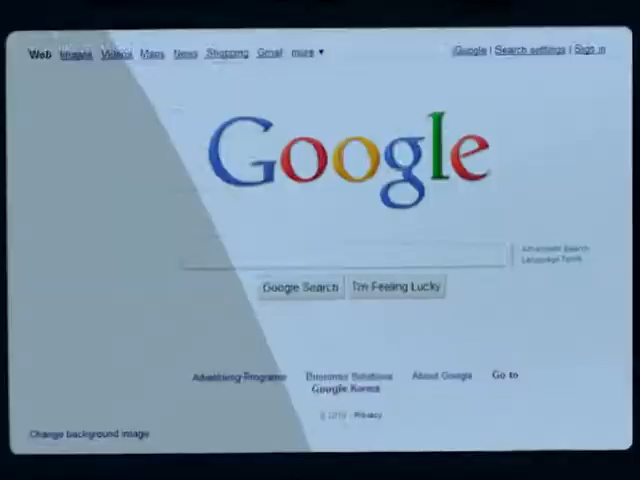 Web Images Videos Maps News Shopping Gmail more ▼
iGoogle | Search settings | Sign in
Google
Advanced Search
Language Tools
Google Search
I'm Feeling Lucky
Advertising Programs Business Solutions About Google Go to
Google Korea
Privacy
Change background image